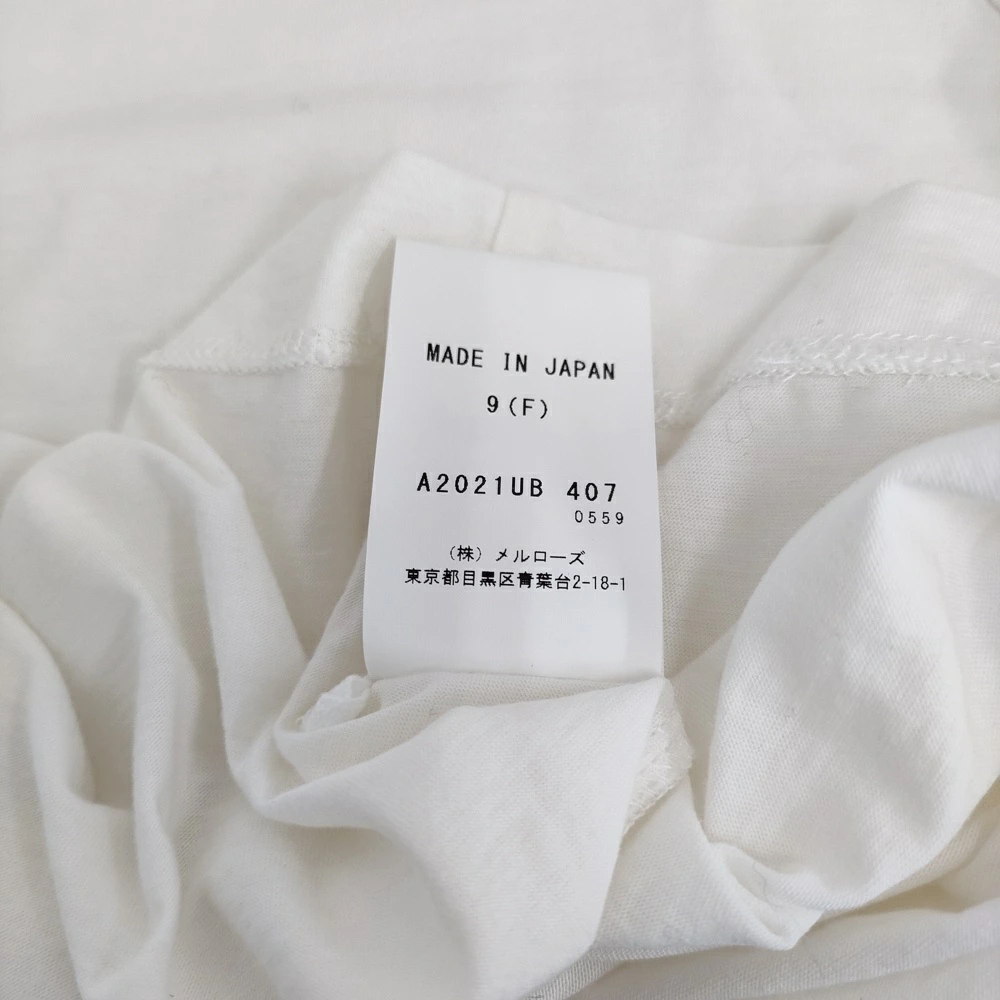 MADE IN JAPAN
9(F)
A2021UB 407
0559
(株)メルローズ
東京都目黒区青葉台2-18-1